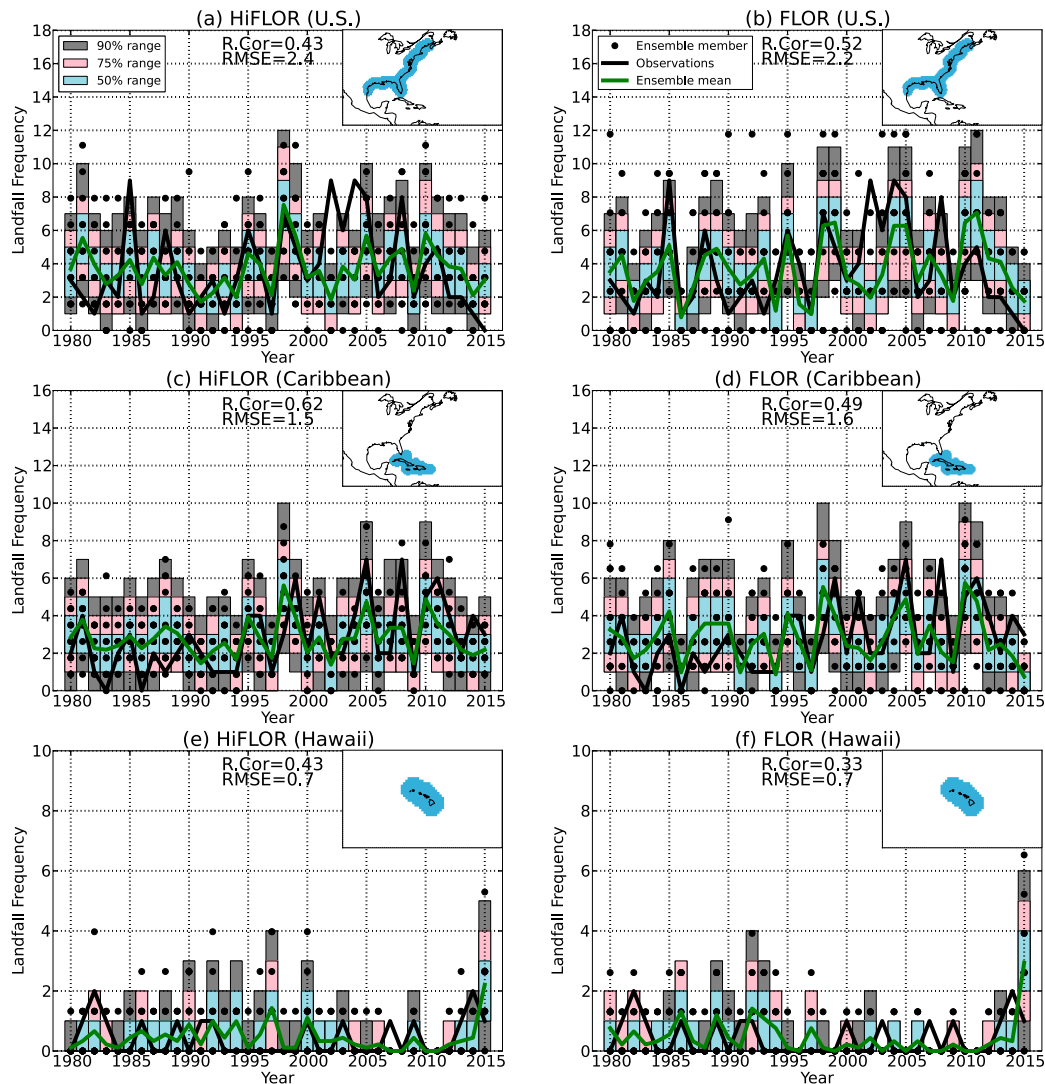 (a) HiFLOR (U.S.)
R.Cor=0.43
RMSE=2.4
90% range
75% range
50% range
Landfall Frequency
18
16
14
12
10
8
6
4
2
0
1980 1985 1990 1995 2000 2005 2010 2015
Year
(b) FLOR (U.S.)
R.Cor=0.52
RMSE=2.2
Ensemble member
Observations
Ensemble mean
Landfall Frequency
18
16
14
12
10
8
6
4
2
0
1980 1985 1990 1995 2000 2005 2010 2015
Year
(c) HiFLOR (Caribbean)
R.Cor=0.62
RMSE=1.5
Landfall Frequency
16
14
12
10
8
6
4
2
0
1980 1985 1990 1995 2000 2005 2010 2015
Year
(d) FLOR (Caribbean)
R.Cor=0.49
RMSE=1.6
Landfall Frequency
16
14
12
10
8
6
4
2
0
1980 1985 1990 1995 2000 2005 2010 2015
Year
(e) HiFLOR (Hawaii)
R.Cor=0.43
RMSE=0.7
Landfall Frequency
10
8
6
4
2
0
1980 1985 1990 1995 2000 2005 2010 2015
Year
(f) FLOR (Hawaii)
R.Cor=0.33
RMSE=0.7
Landfall Frequency
10
8
6
4
2
0
1980 1985 1990 1995 2000 2005 2010 2015
Year